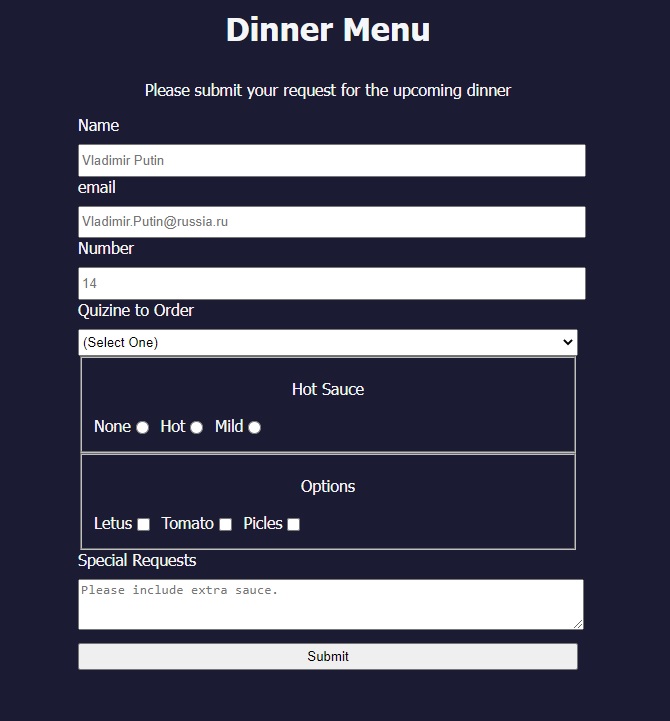 Dinner Menu
Please submit your request for the upcoming dinner
Name
Vladimir Putin
email
Vladimir.Putin@russia.ru
Number
14
Quizine to Order
(Select One)
Hot Sauce
None Hot Mild
Options
Letus Tomato Picles
Special Requests
Please include extra sauce.
Submit